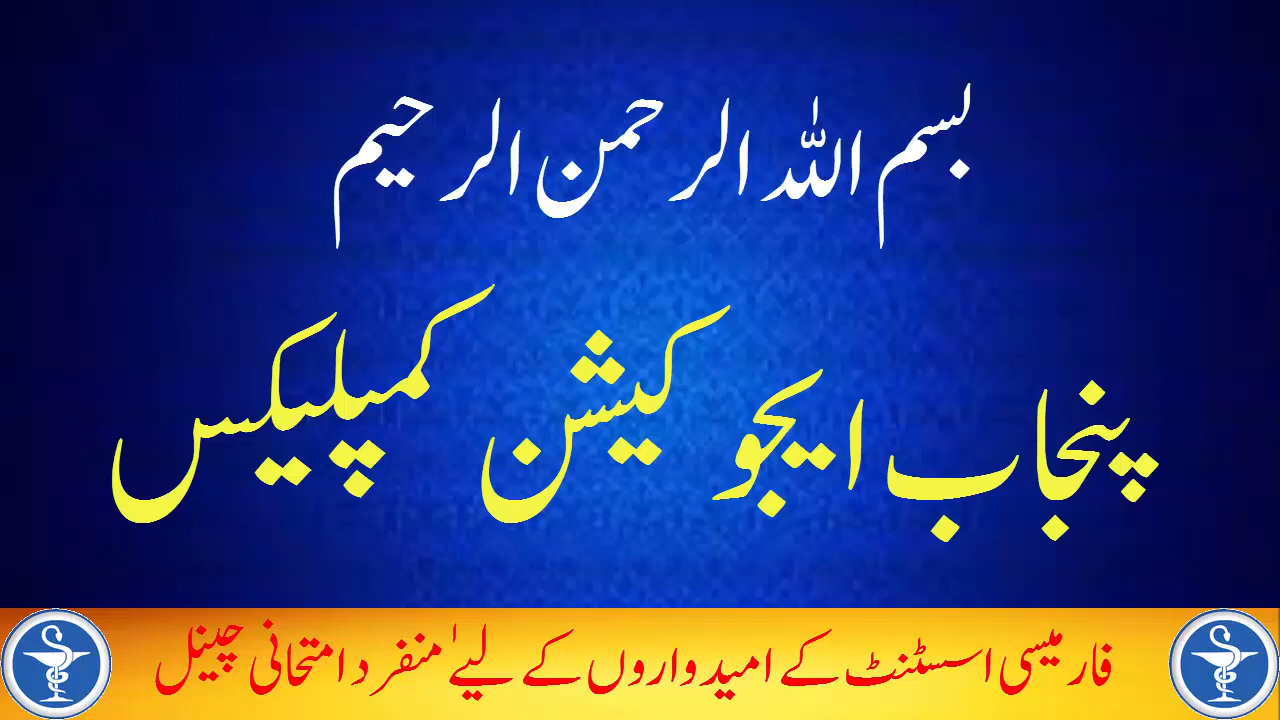 بسم اللہ الرحمن الرحیم
پنجاب ایجوکیشن کمپلیکس
فارمیسی اسسٹنٹ کے امیدواروں کے لیے' منفرد امتحانی چینل